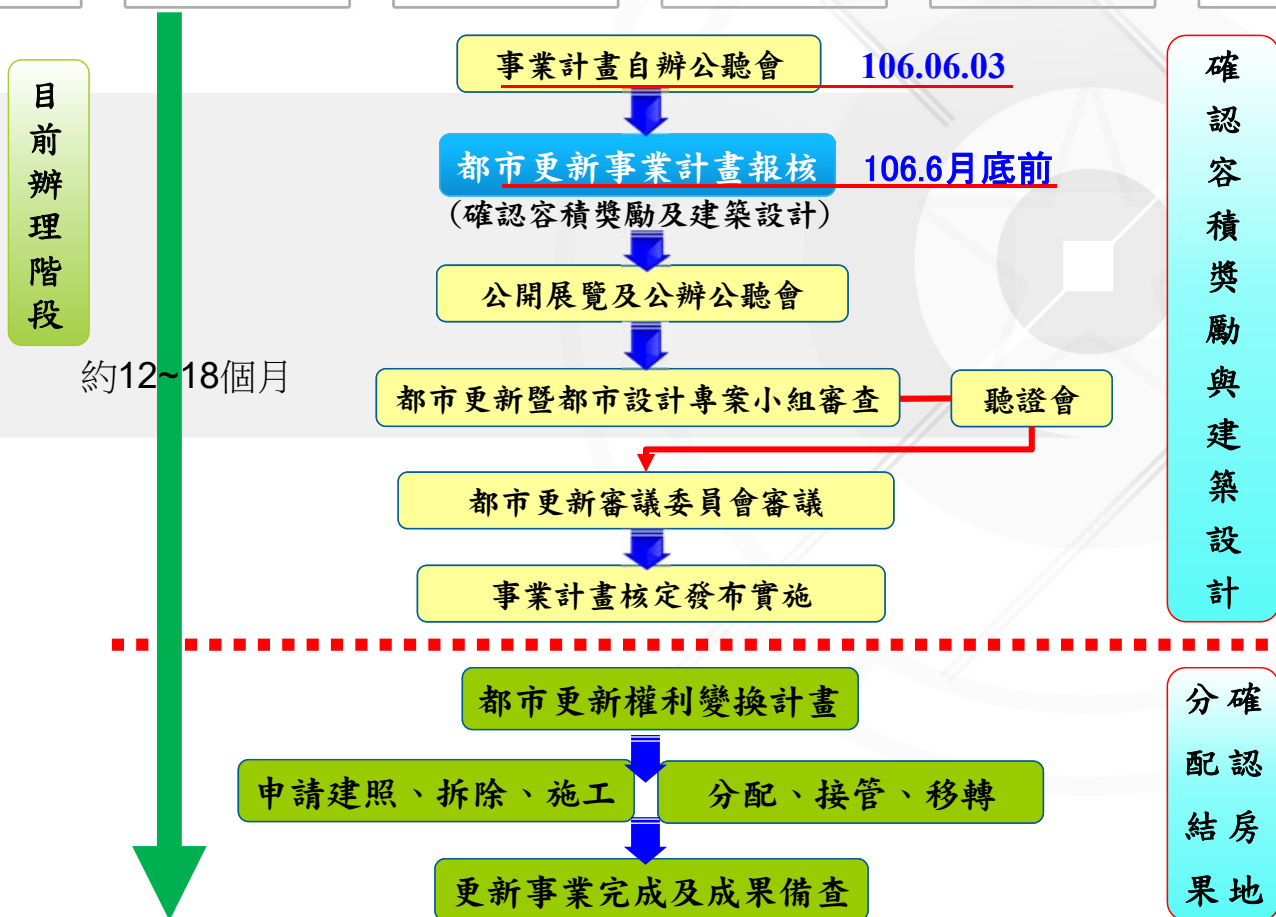 事業計畫自辦公聽會 106.06.03
目前辦理階段
都市更新事業計畫報核 106.6月底前
(確認容積獎勵及建築設計)
公開展覽及公辦公聽會
約12~18個月
都市更新暨都市設計專案小組審查 聽證會
都市更新審議委員會審議
事業計畫核定發布實施
確認容積獎勵與建築設計
都市更新權利變換計畫
申請建照、拆除、施工 分配、接管、移轉
更新事業完成及成果備查
確認房地
分配結果